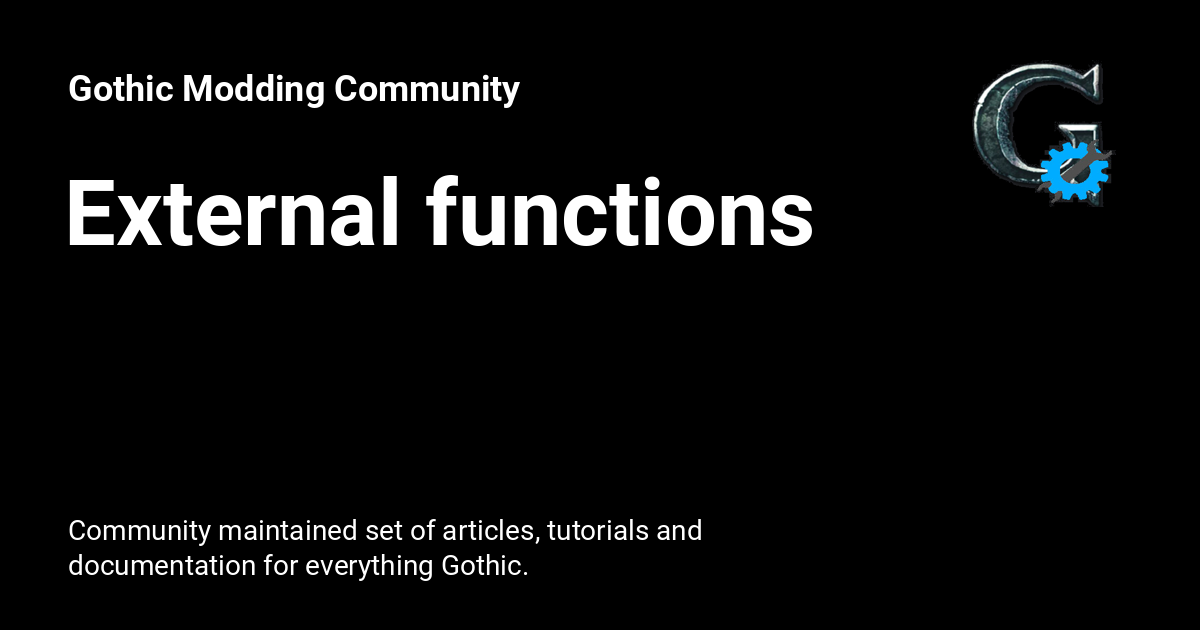 Gothic Modding Community
External functions
Community maintained set of articles, tutorials and
documentation for everything Gothic.
G